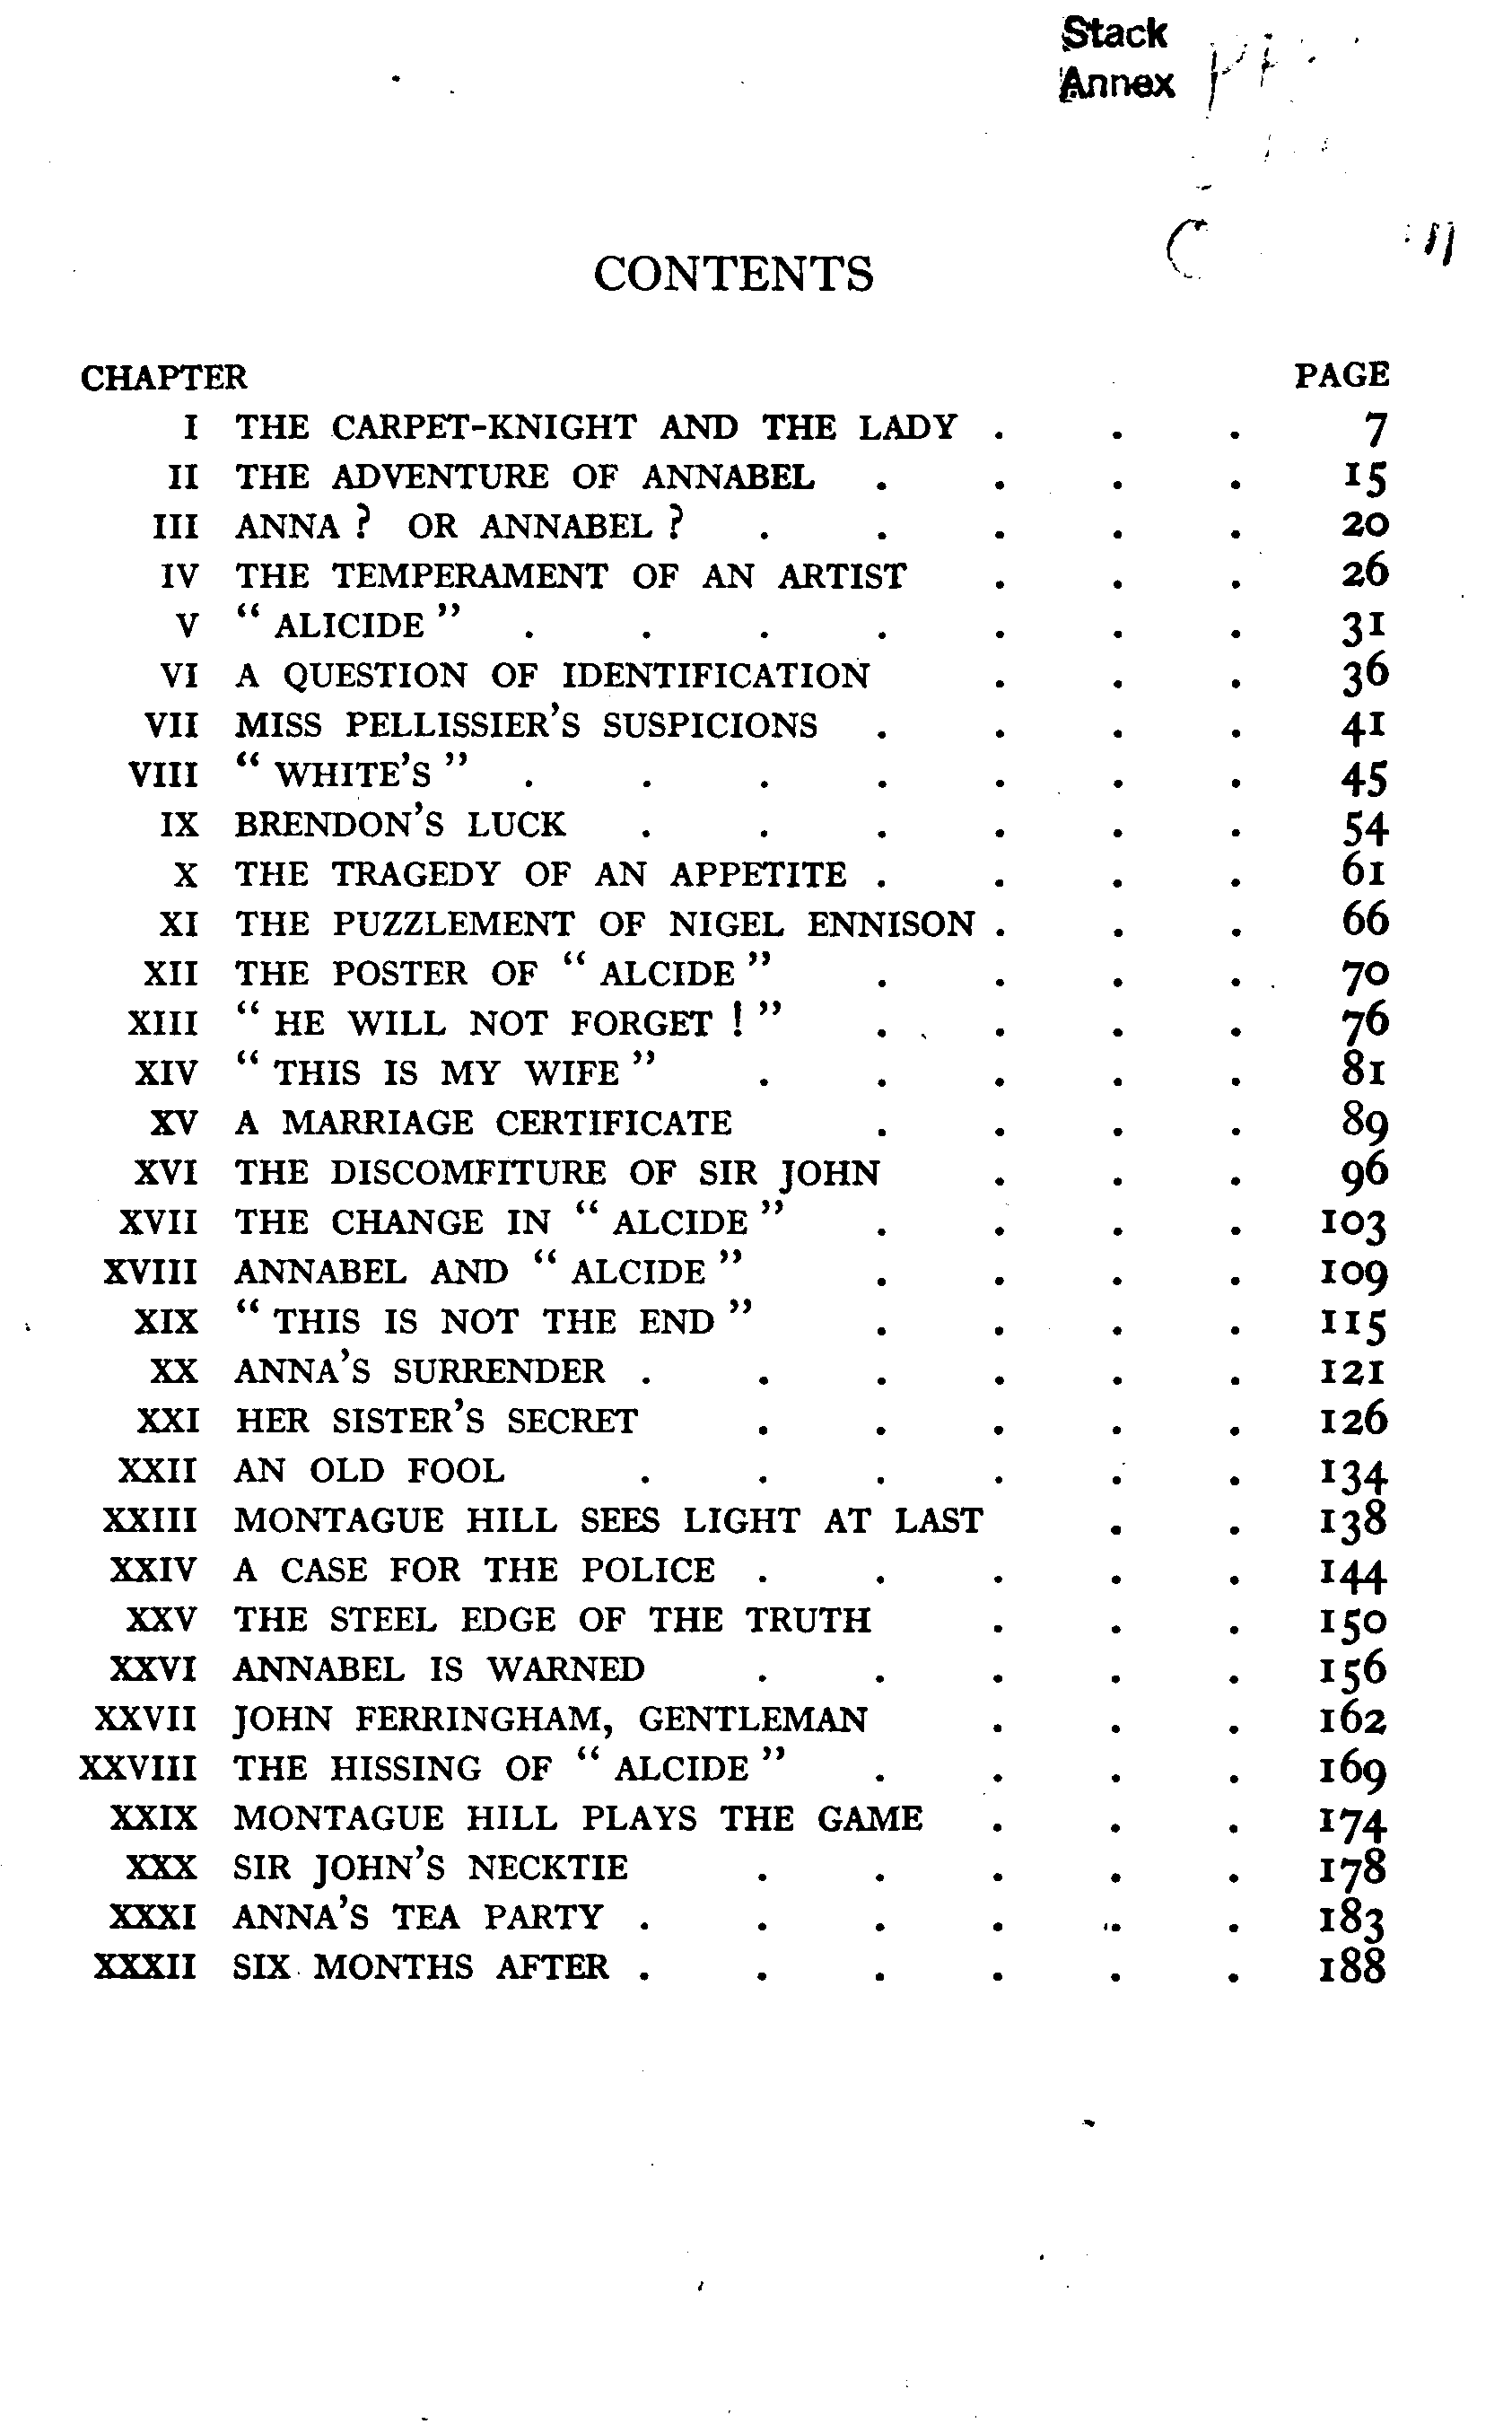 Stack
Annex
CONTENTS
CHAPTER PAGE
I THE CARPET-KNIGHT AND THE LADY . . . 7
II THE ADVENTURE OF ANNABEL . . . . 15
III ANNA ? OR ANNABEL ? . . . . . 20
IV THE TEMPERAMENT OF AN ARTIST . . . 26
V “ ALICIDE ” . . . . . . . 31
VI A QUESTION OF IDENTIFICATION . . . 36
VII MISS PELLISSIER'S SUSPICIONS . . . . 41
VIII “ WHITE'S ” . . . . . . . 45
IX BRENDON'S LUCK . . . . . . 54
X THE TRAGEDY OF AN APPETITE . . . . 61
XI THE PUZZLEMENT OF NIGEL ENNISON . . . 66
XII THE POSTER OF “ ALCIDE ” . . . . 70
XIII “ HE WILL NOT FORGET ! ” . . . . 76
XIV “ THIS IS MY WIFE ” . . . . . 81
XV A MARRIAGE CERTIFICATE . . . . 89
XVI THE DISCOMFITURE OF SIR JOHN . . . 96
XVII THE CHANGE IN “ ALCIDE ” . . . . 103
XVIII ANNABEL AND “ ALCIDE ” . . . . 109
XIX “ THIS IS NOT THE END ” . . . . 115
XX ANNA'S SURRENDER . . . . . . 121
XXI HER SISTER'S SECRET . . . . . 126
XXII AN OLD FOOL . . . . . . 134
XXIII MONTAGUE HILL SEES LIGHT AT LAST . . 138
XXIV A CASE FOR THE POLICE . . . . . 144
XXV THE STEEL EDGE OF THE TRUTH . . . 150
XXVI ANNABEL IS WARNED . . . . . 156
XXVII JOHN FERRINGHAM, GENTLEMAN . . . 162
XXVIII THE HISSING OF “ ALCIDE ” . . . . 169
XXIX MONTAGUE HILL PLAYS THE GAME . . . 174
XXX SIR JOHN'S NECKTIE . . . . . 178
XXXI ANNA'S TEA PARTY . . . . . . 183
XXXII SIX MONTHS AFTER . . . . . . 188